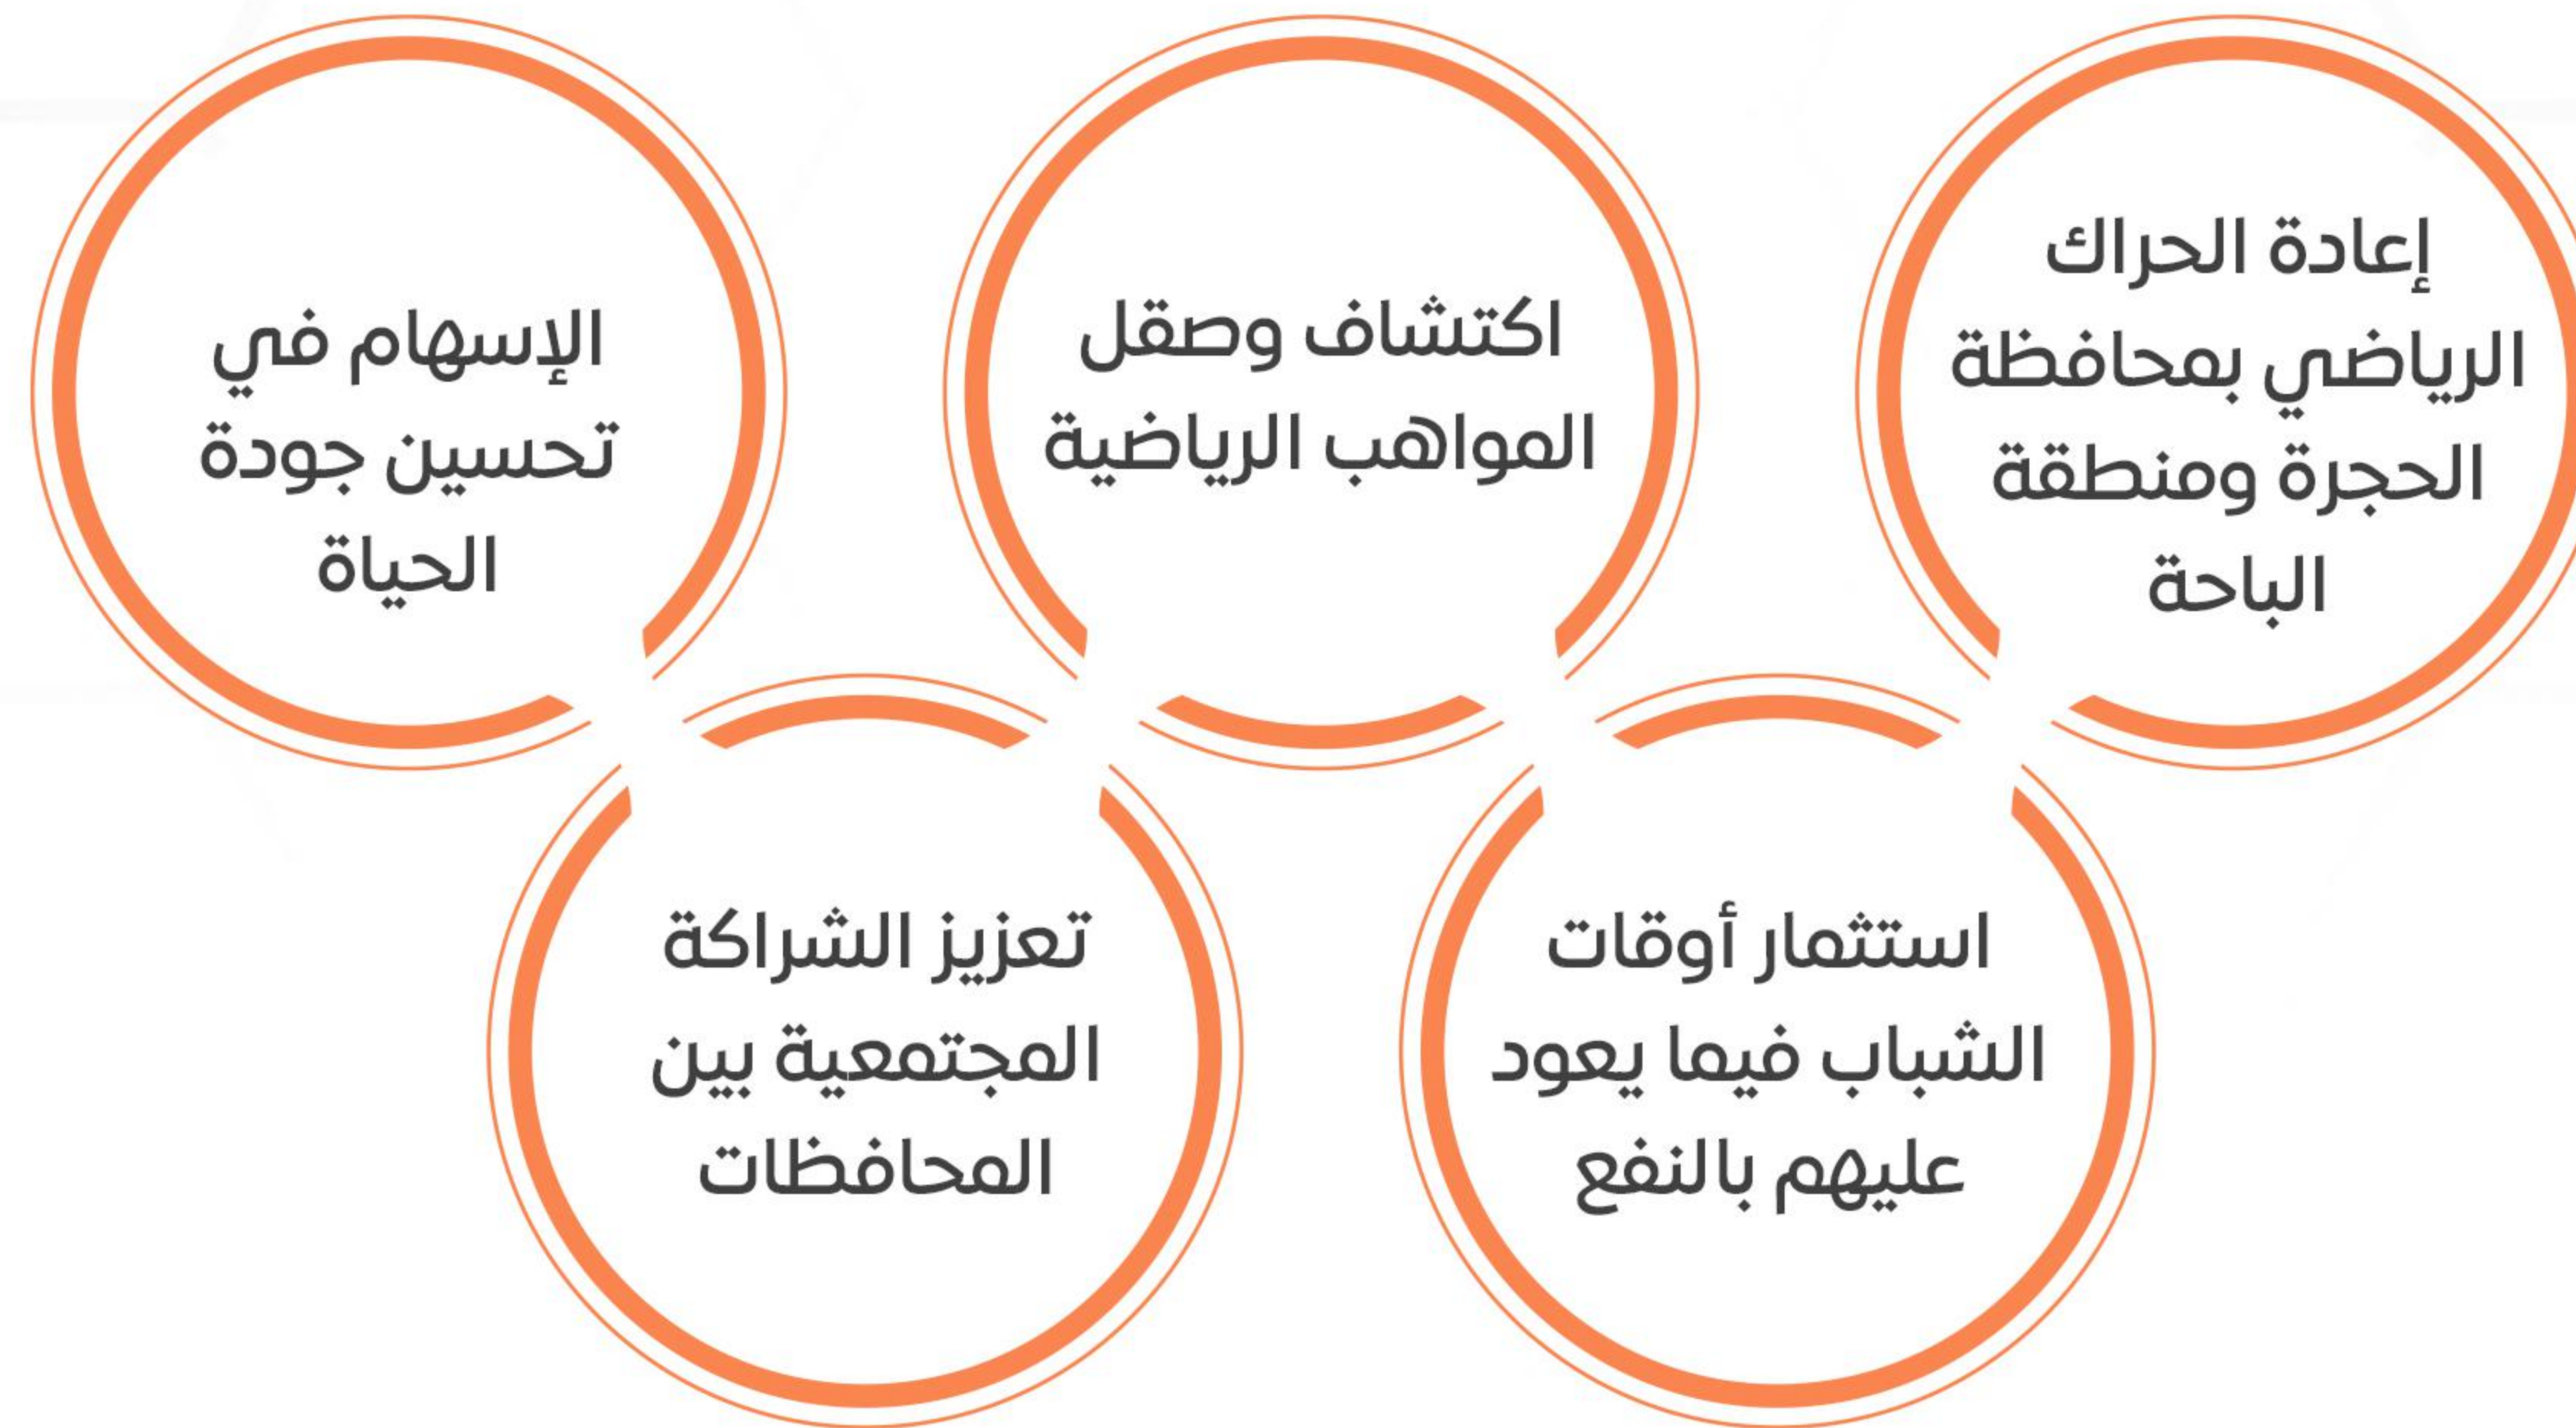 إعادة الحراك
الرياضي بمحافظة
الحجرة ومنطقة
الباحة
اكتشاف وصقل
المواهب الرياضية
الإسهام في
تحسين جودة
الحياة
استثمار أوقات
الشباب فيما يعود
عليهم بالنفع
تعزيز الشراكة
المجتمعية بين
المحافظات